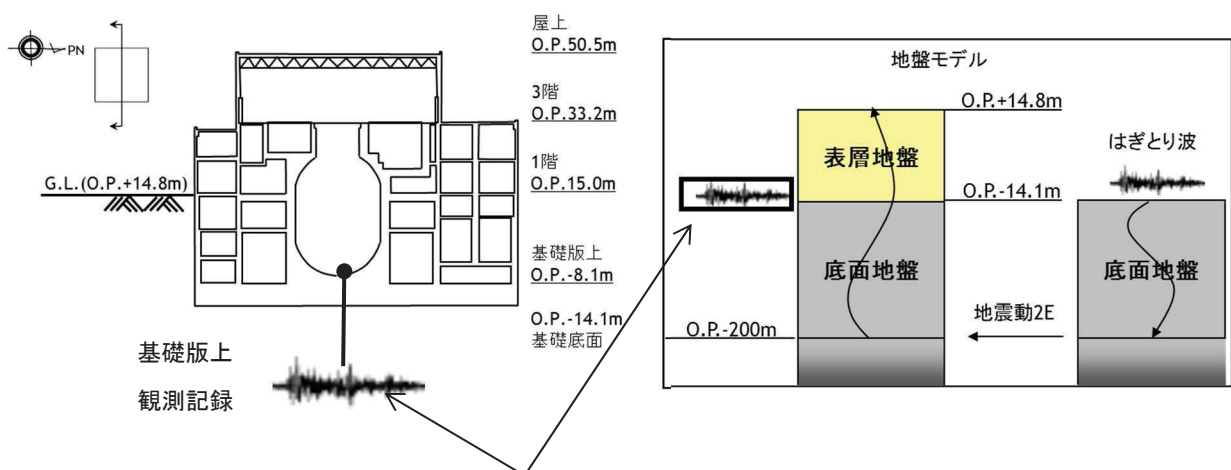 PN
屋上
O.P.50.5m
3階
O.P.33.2m
G.L.(O.P.+14.8m)
1階
O.P.15.0m
基礎版上
O.P.-8.1m
O.P.-14.1m
基礎底面
基礎版上
観測記録
地盤モデル
O.P.+14.8m
表層地盤
はぎとり波
O.P.-14.1m
底面地盤
底面地盤
地震動2E
O.P.-200m